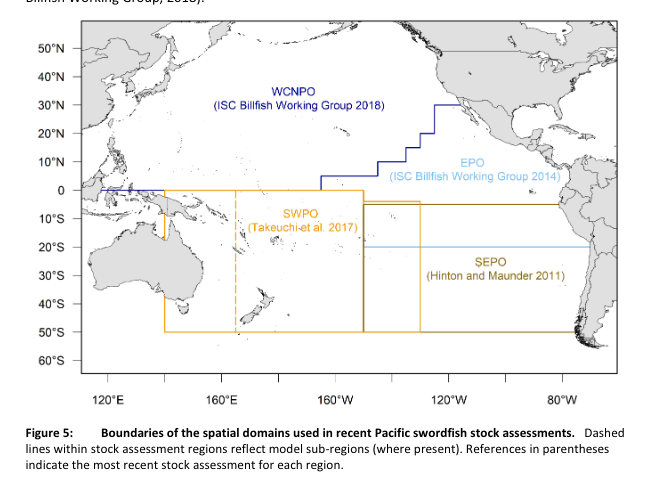 Billfish Working Group, 2018).
50°N
40°N
30°N
20°N
10°N
0
10°S
20°S
30°S
40°S
50°S
60°S
WCNPO
(ISC Billfish Working Group 2018)
EPO
(ISC Billfish Working Group 2014)
SWPO
(Takeuchi et al. 2017)
SEPO
(Hinton and Maunder 2011)
120°E
160°E
160°W
120°W
80°W
Figure 5: Boundaries of the spatial domains used in recent Pacific swordfish stock assessments. Dashed
lines within stock assessment regions reflect model sub-regions (where present). References in parentheses
indicate the most recent stock assessment for each region.